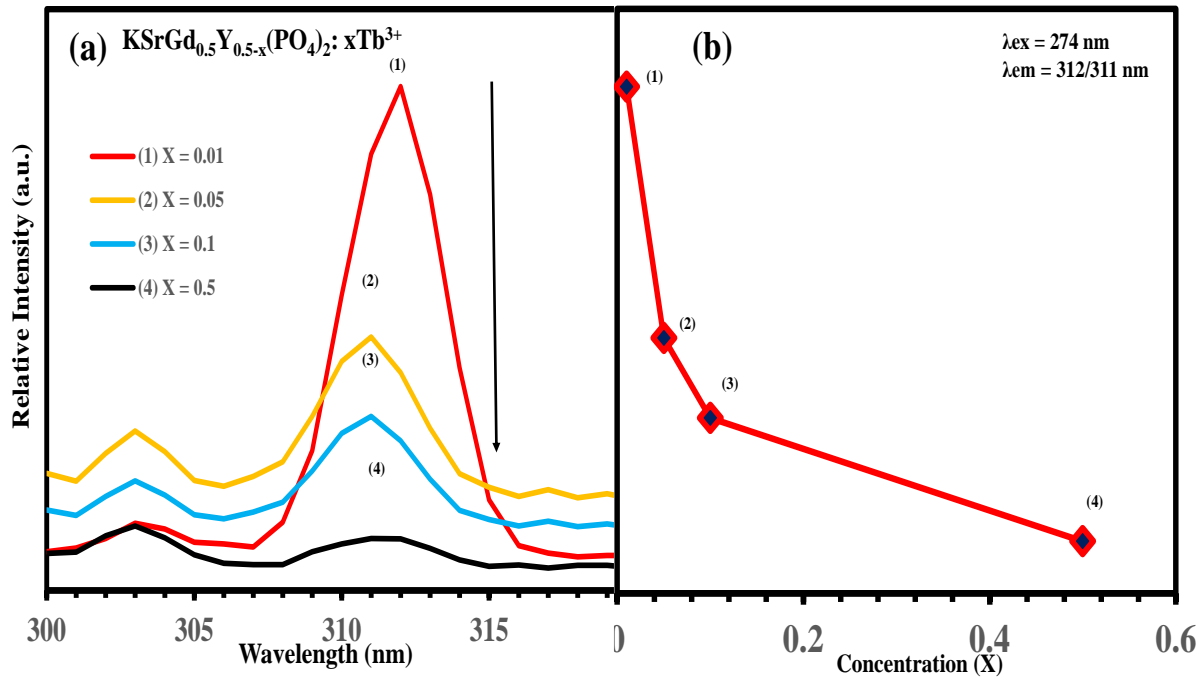 (a) KSrGd₀.₅Y₀.₅₋ₓ(PO₄)₂: xTb³⁺
(1)
(1) X = 0.01
(2) X = 0.05
(3) X = 0.1
(4) X = 0.5
(2)
(3)
(4)
Relative Intensity (a.u.)
300 305 310 315
Wavelength (nm)
(b)
λex = 274 nm
λem = 312/311 nm
(1)
(2)
(3)
(4)
0 0.2 0.4 0.6
Concentration (X)